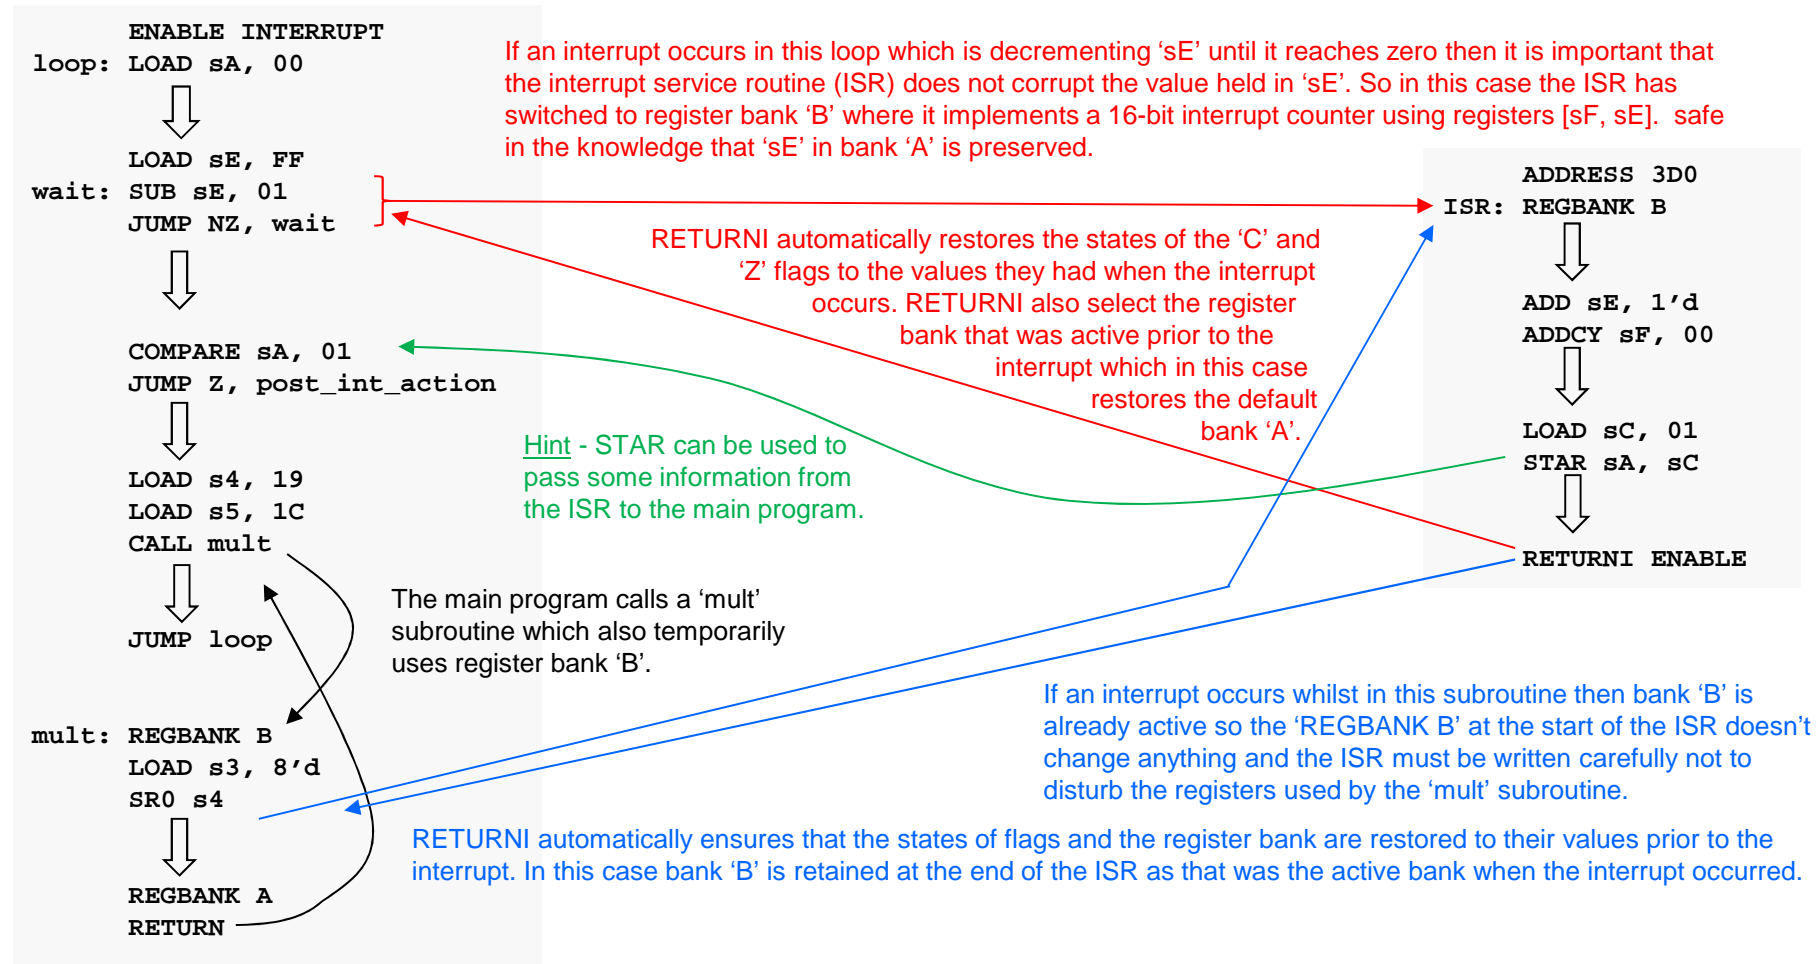 ENABLE INTERRUPT
loop: LOAD sA, 00
LOAD sE, FF
wait: SUB sE, 01
JUMP NZ, wait
COMPARE sA, 01
JUMP Z, post_int_action
LOAD s4, 19
LOAD s5, 1C
CALL mult
JUMP loop
mult: REGBANK B
LOAD s3, 8’d
SR0 s4
REGBANK A
RETURN
If an interrupt occurs in this loop which is decrementing ‘sE’ until it reaches zero then it is important that
the interrupt service routine (ISR) does not corrupt the value held in ‘sE’. So in this case the ISR has
switched to register bank ‘B’ where it implements a 16-bit interrupt counter using registers [sF, sE].  safe
in the knowledge that ‘sE’ in bank ‘A’ is preserved.
ADDRESS 3D0
ISR: REGBANK B
ADD sE, 1’d
ADDCY sF, 00
LOAD sC, 01
STAR sA, sC
RETURNI ENABLE
RETURNI automatically restores the states of the ‘C’ and
‘Z’ flags to the values they had when the interrupt
occurs. RETURNI also select the register
bank that was active prior to the
interrupt which in this case
restores the default
bank ‘A’.
Hint - STAR can be used to
pass some information from
the ISR to the main program.
The main program calls a ‘mult’
subroutine which also temporarily
uses register bank ‘B’.
If an interrupt occurs whilst in this subroutine then bank ‘B’ is
already active so the ‘REGBANK B’ at the start of the ISR doesn’t
change anything and the ISR must be written carefully not to
disturb the registers used by the ‘mult’ subroutine.
RETURNI automatically ensures that the states of flags and the register bank are restored to their values prior to the
interrupt. In this case bank ‘B’ is retained at the end of the ISR as that was the active bank when the interrupt occurred.